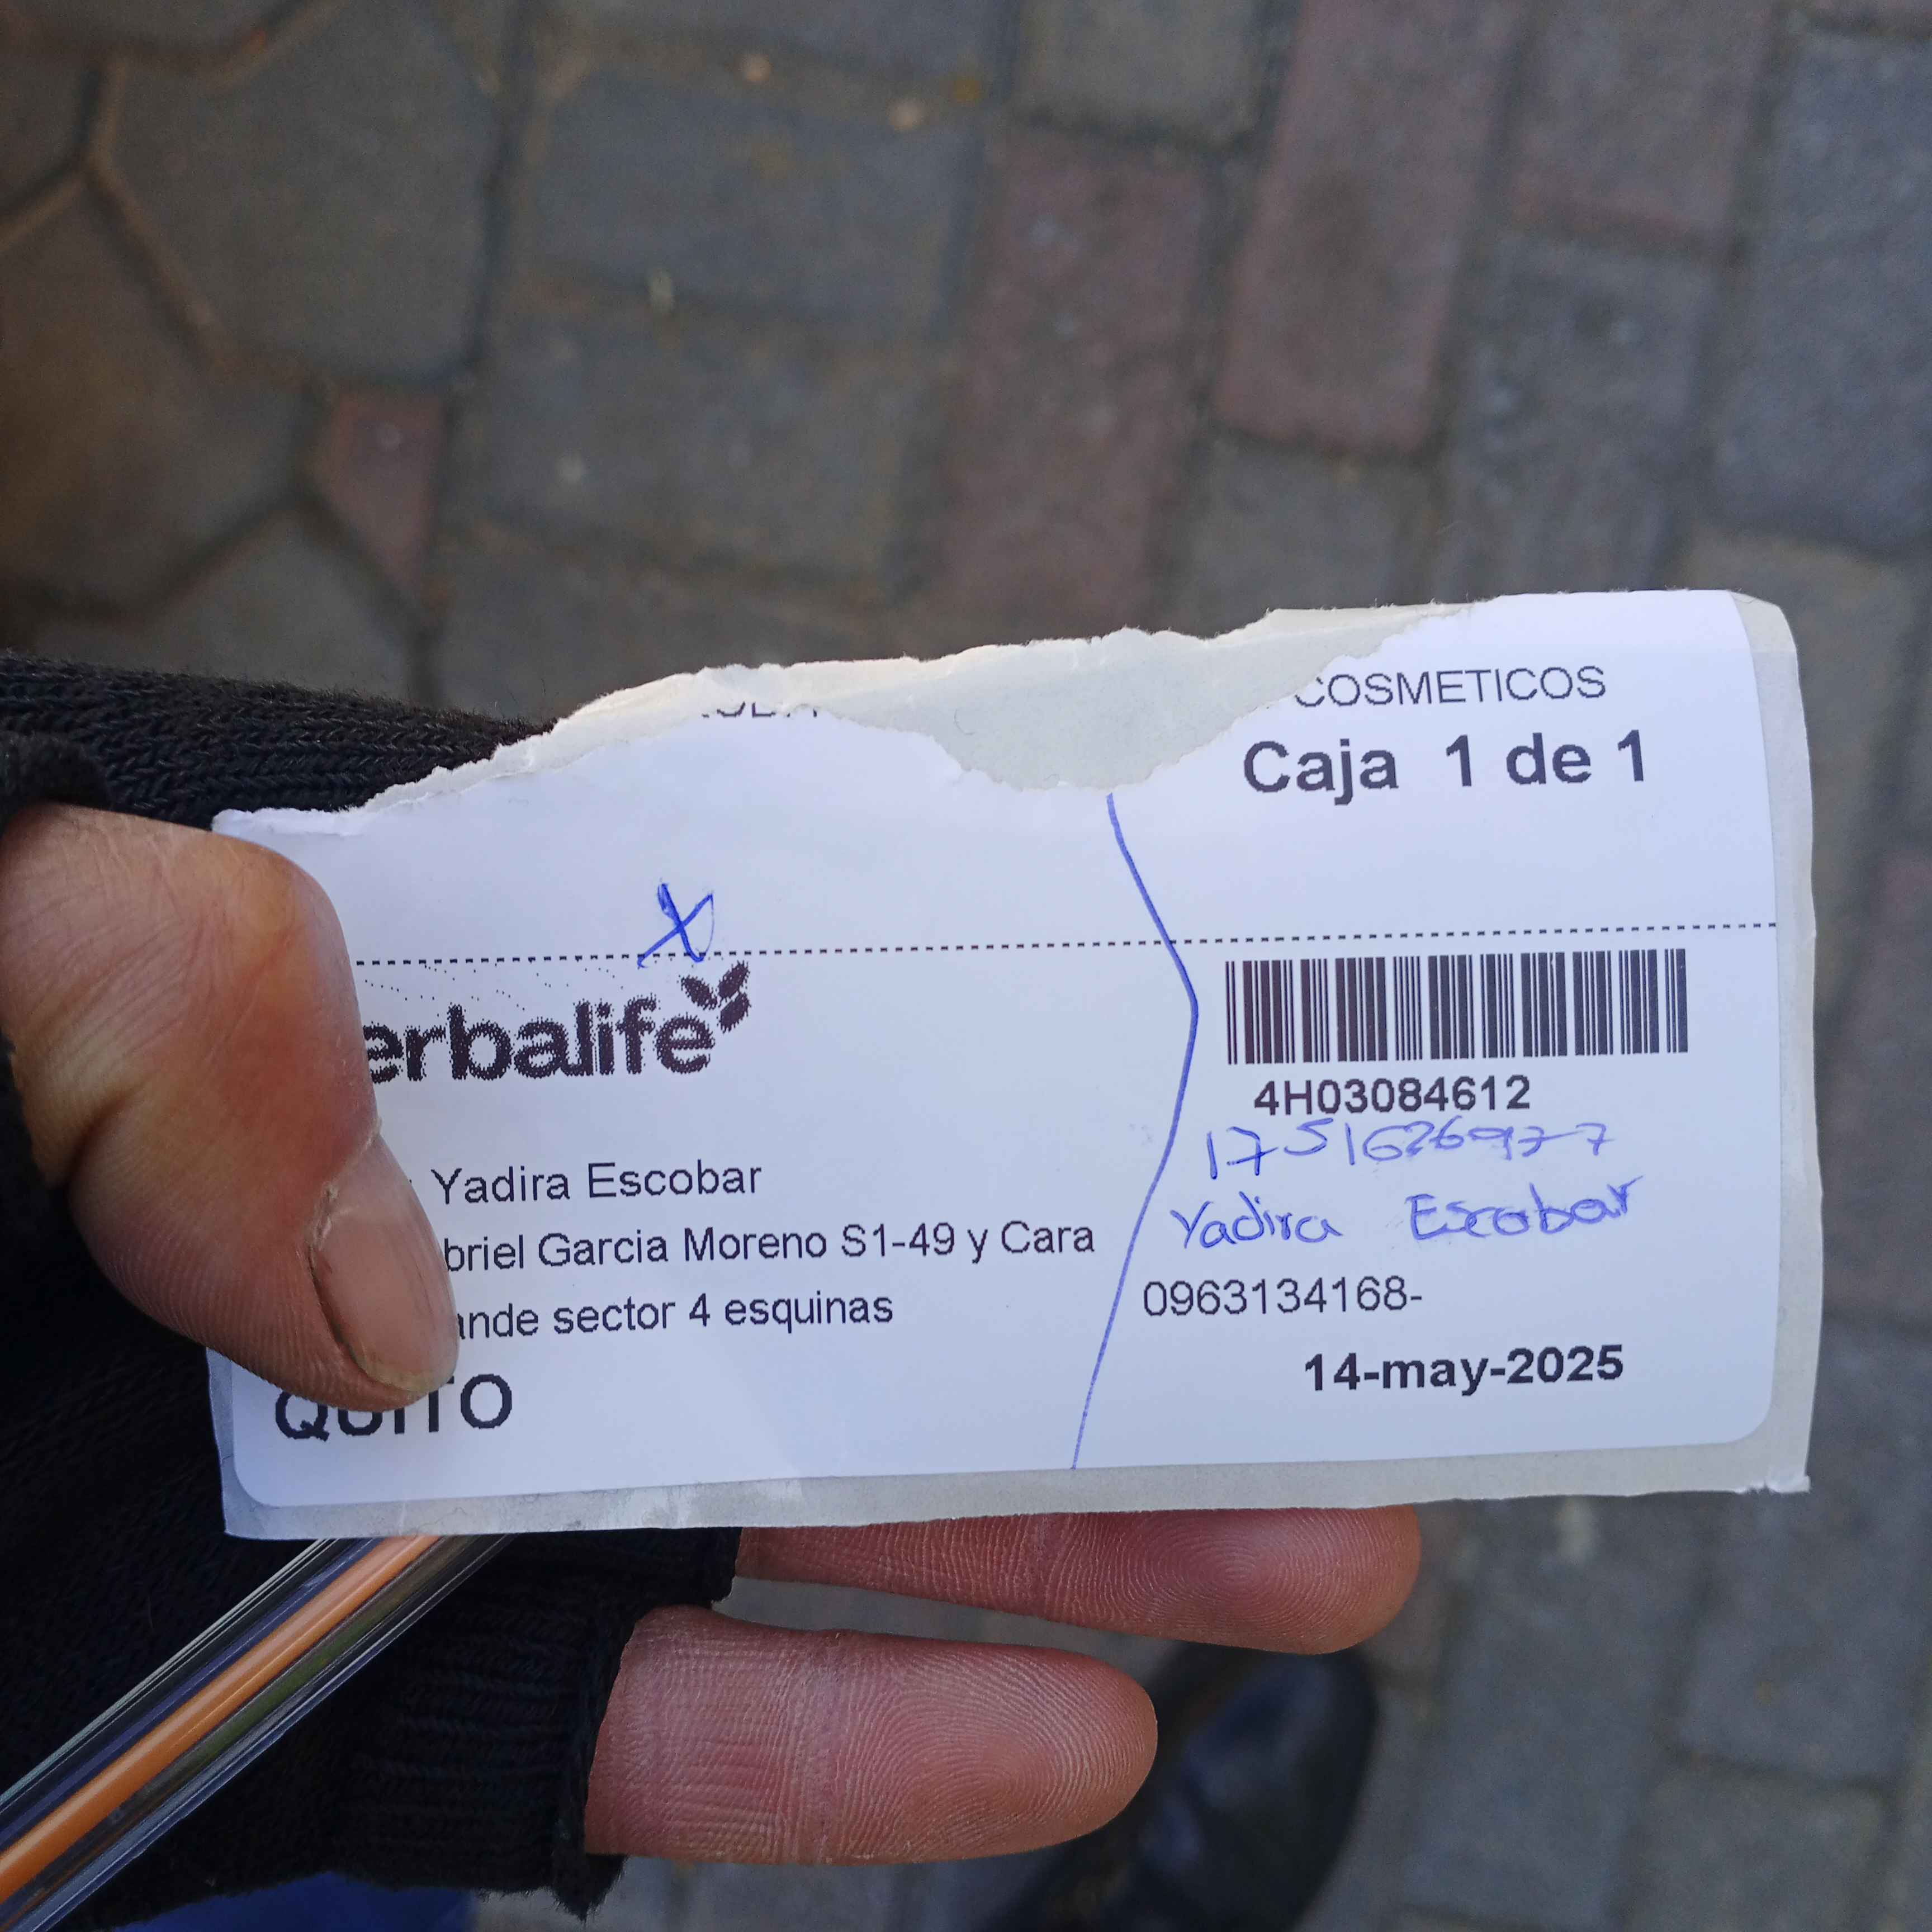 COSMETICOS
Caja 1 de 1
x
erbalife
4H03084612
Yadira Escobar
Yadira Escobar
briel Garcia Moreno S1-49 y Cara
ande sector 4 esquinas
0963134168-
QUITO
14-may-2025